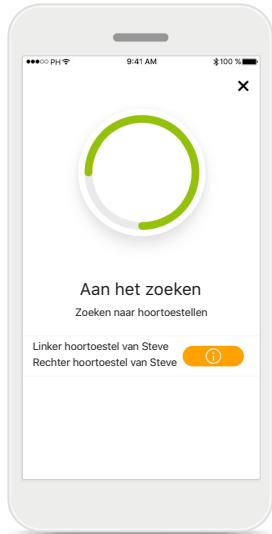 ●●●○○ PH 9:41 AM 100 %
×
Aan het zoeken
Zoeken naar hoortoestellen
Linker hoortoestel van Steve
Rechter hoortoestel van Steve